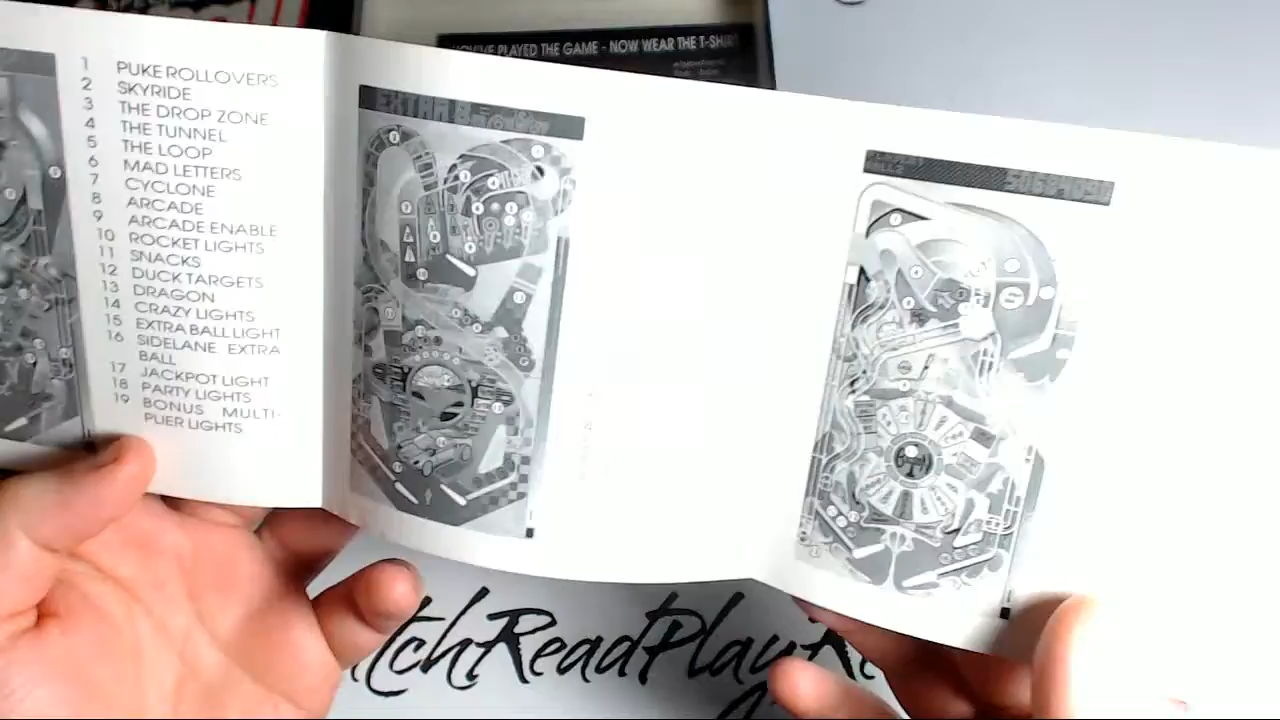 YOU'VE PLAYED THE GAME - NOW WEAR THE T-SHIRT
1 PUKE ROLLOVERS
2 SKYRIDE
3 THE DROP ZONE
4 THE TUNNEL
5 THE LOOP
6 MAD LETTERS
7 CYCLONE
8 ARCADE
9 ARCADE ENABLE
10 ROCKET LIGHTS
11 SNACKS
12 DUCK TARGETS
13 DRAGON
14 CRAZY LIGHTS
15 EXTRA BALL LIGHT
16 SIDELANE EXTRA
BALL
17 JACKPOT LIGHT
18 PARTY LIGHTS
19 BONUS MULTI-
PLIER LIGHTS
EXTRA
tchReadPlayRe